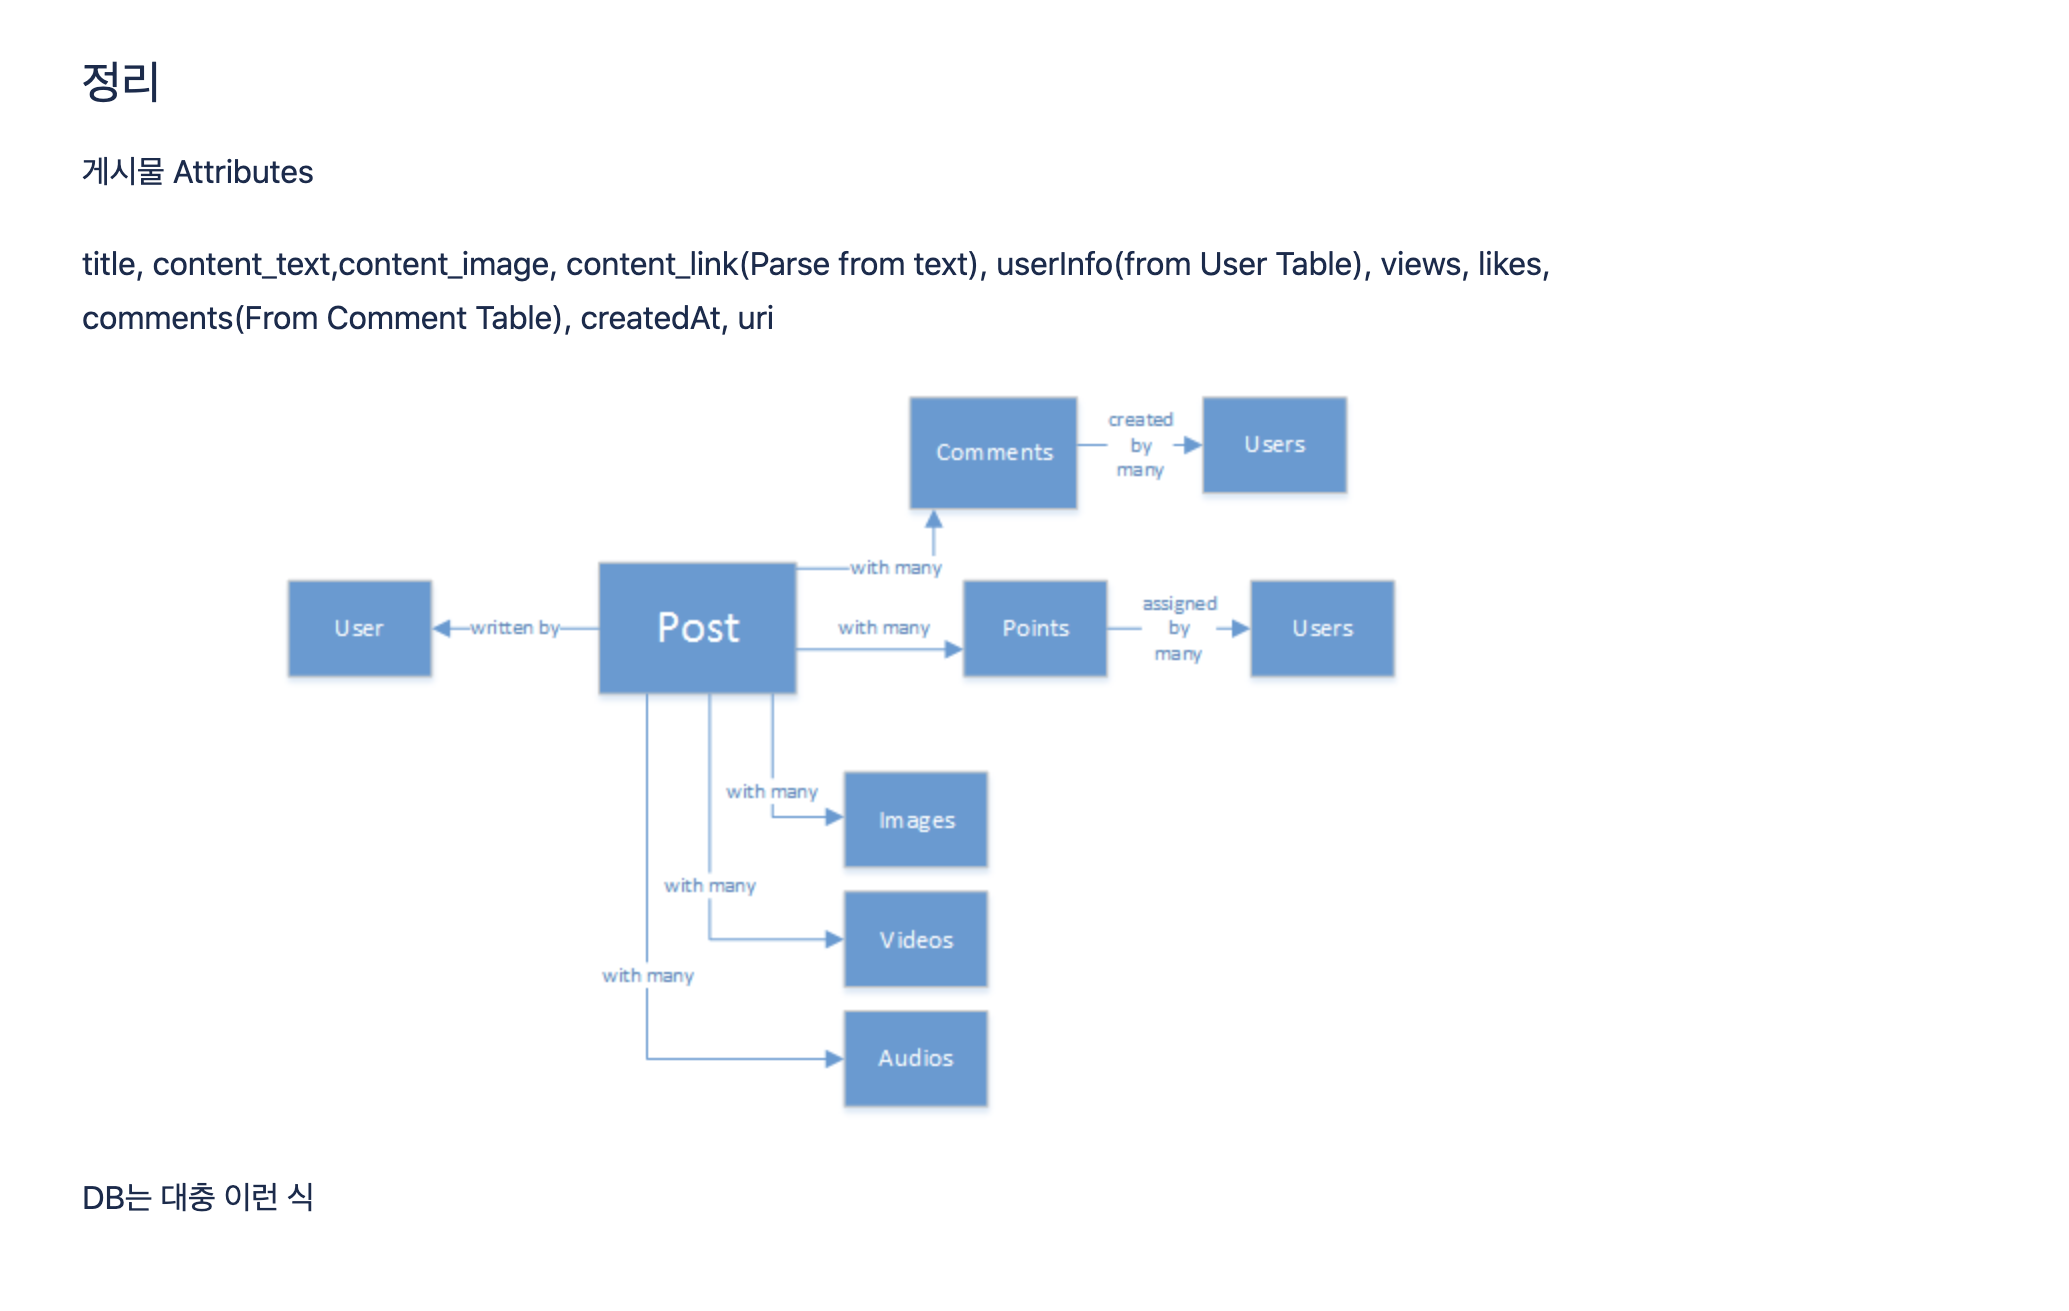 정리
게시물 Attributes
title, content_text,content_image, content_link(Parse from text), userInfo(from User Table), views, likes,
comments(From Comment Table), createdAt, uri
Comments
created
by
many
Users
with many
User
written by
Post
with many
Points
assigned
by
many
Users
with many
Images
with many
Videos
with many
Audios
DB는 대충 이런 식